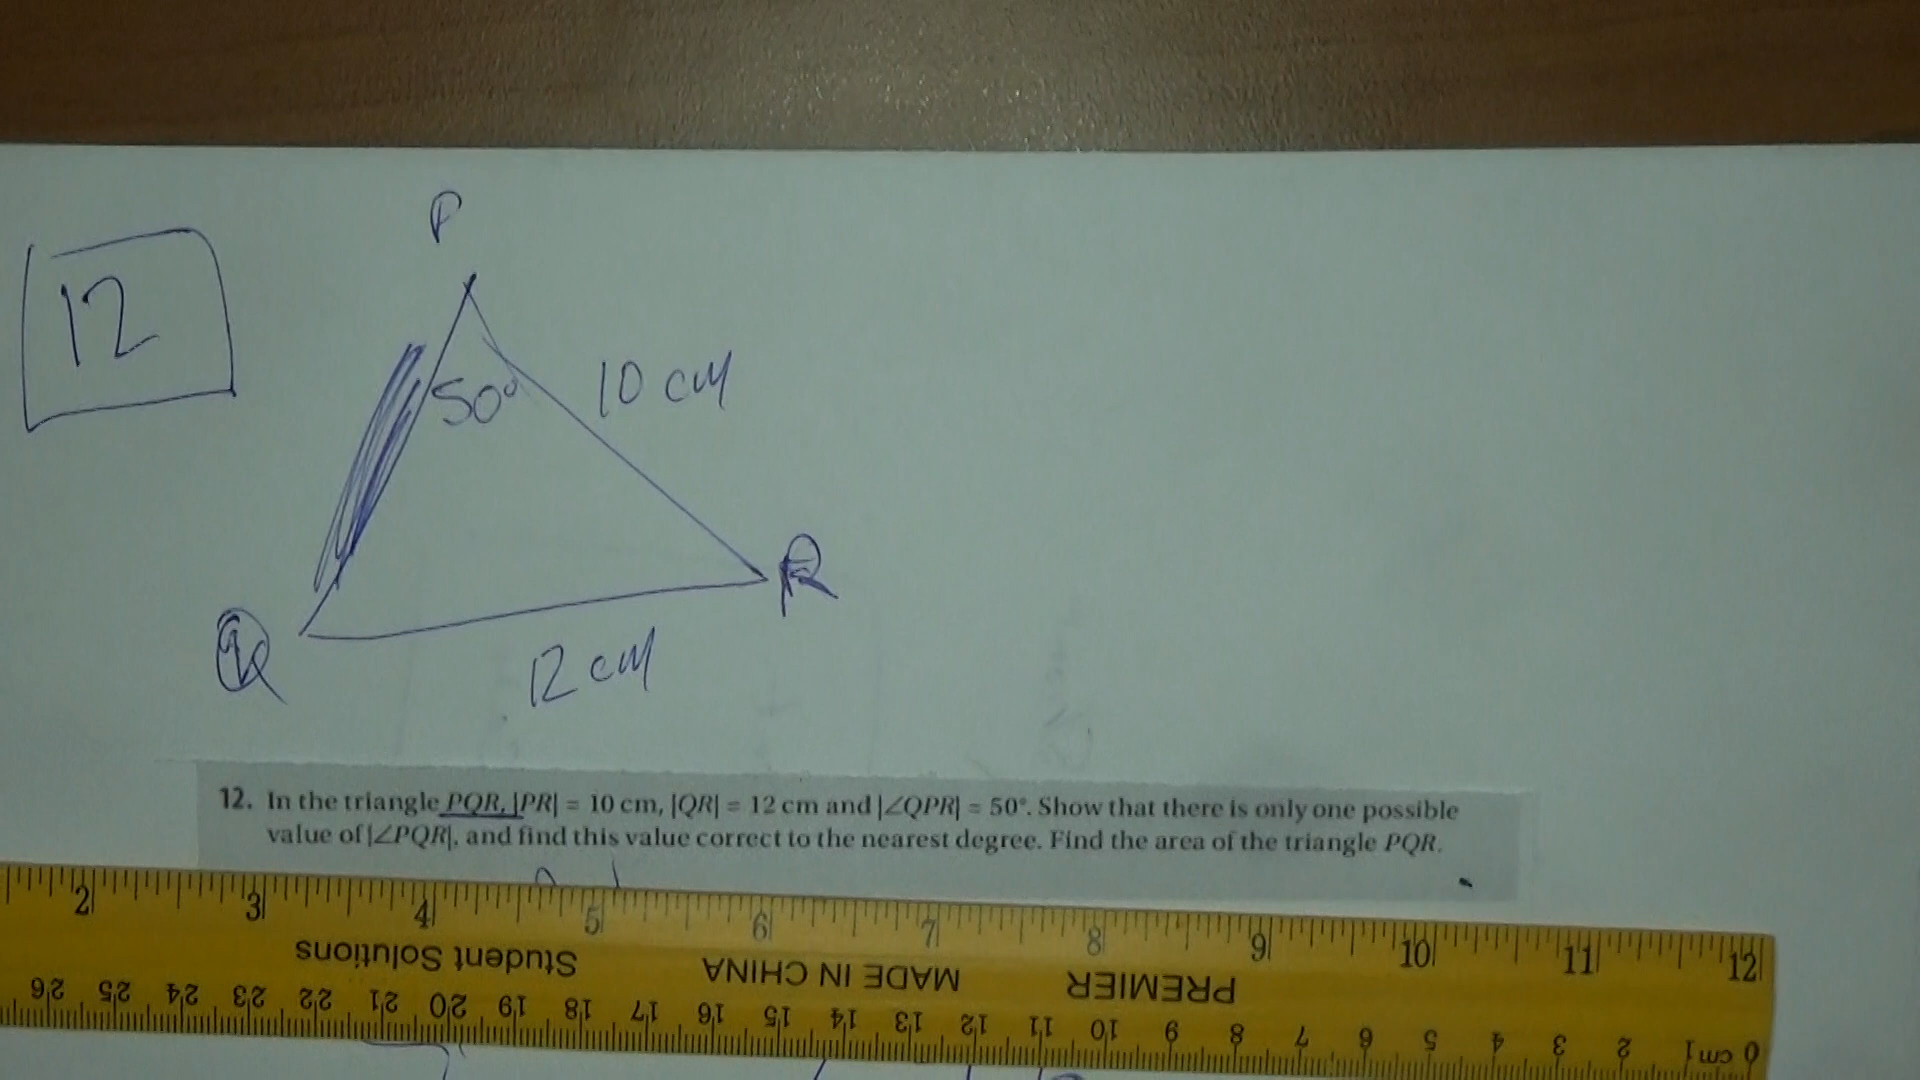 P
12
50°
10 cm
R
Q
12 cm
12. In the triangle PQR, |PR| = 10 cm, |QR| = 12 cm and |∠QPR| = 50°. Show that there is only one possible
value of |∠PQR|, and find this value correct to the nearest degree. Find the area of the triangle PQR.
2 3 4 5 6 7 8 9 10 11 12
Student Solutions MADE IN CHINA PREMIER
26 25 24 23 22 21 20 19 18 17 16 15 14 13 12 11 10 9 8 7 6 5 4 3 2 1 cm 0